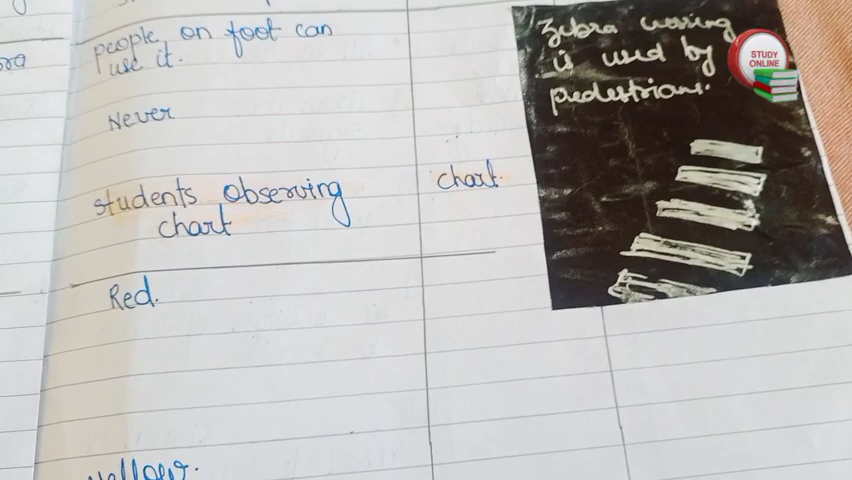 people on foot can
use it.
Never
students observing
chart
Red.
Yellow.
chart.
Zebra crossing
is used by
pedestrians.
STUDY
ONLINE